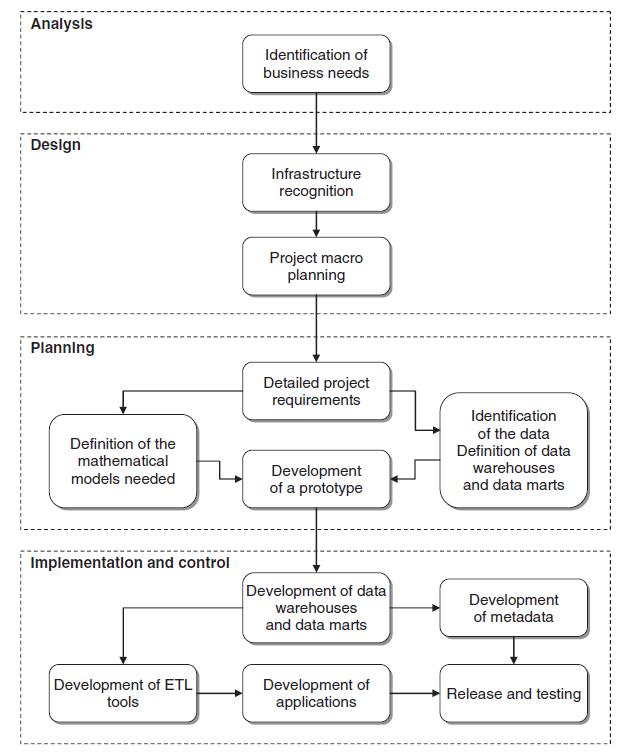 Analysis
Identification of
business needs
Design
Infrastructure
recognition
Project macro
planning
Planning
Detailed project
requirements
Definition of the
mathematical
models needed
Development
of a prototype
Identification
of the data
Definition of data
warehouses
and data marts
Implementation and control
Development of data
warehouses
and data marts
Development
of metadata
Development of ETL
tools
Development of
applications
Release and testing